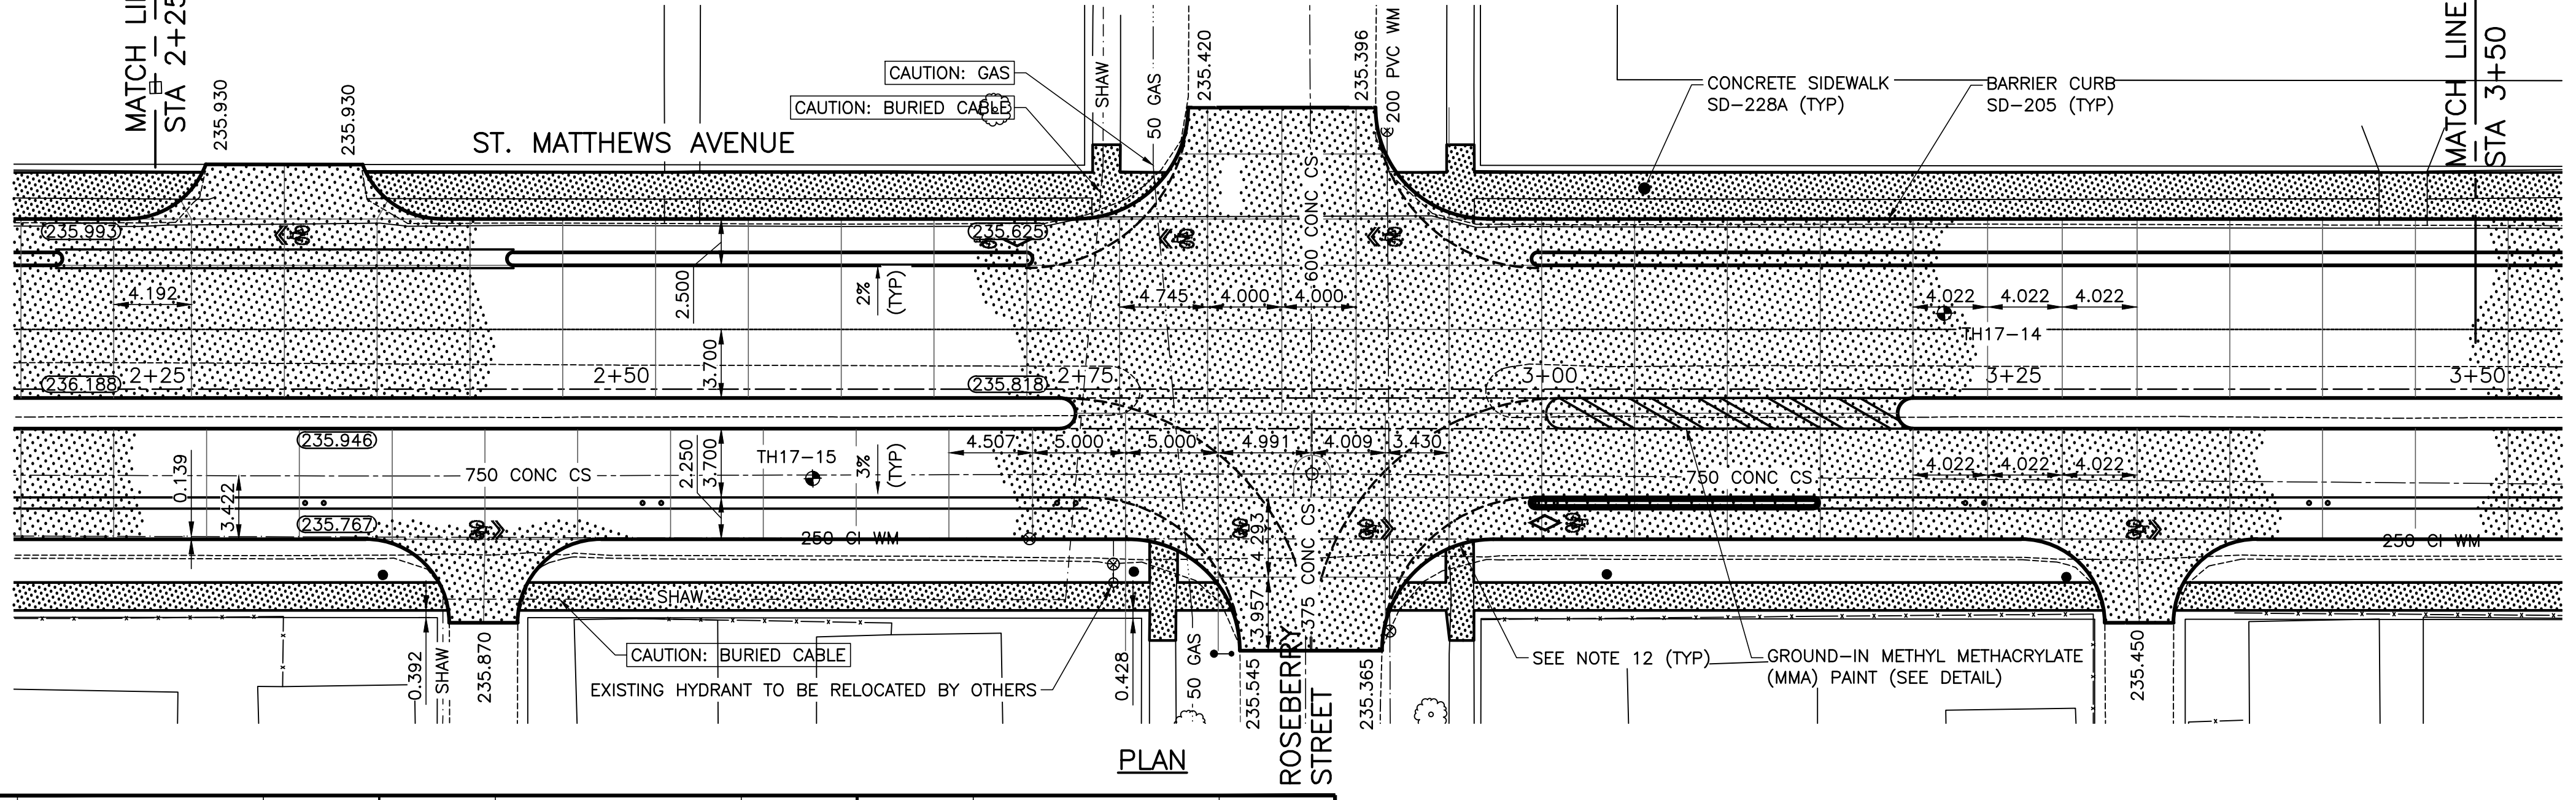 MATCH LI
STA 2+25
235.930
235.930
ST. MATTHEWS AVENUE
CAUTION: GAS
CAUTION: BURIED CABLE
SHAW
50 GAS
235.420
235.396
200 PVC WM
CONCRETE SIDEWALK
SD-228A (TYP)
BARRIER CURB
SD-205 (TYP)
MATCH LINE
STA 3+50
235.993
235.625
600 CONC CS
4.192
2.500
2%
(TYP)
4.745
4.000
4.000
4.022
4.022
4.022
TH17-14
3.700
236.188
2+25
2+50
235.818
2+75
3+00
3+25
3+50
235.946
0.139
3.422
750 CONC CS
2.250
3.700
TH17-15
3%
(TYP)
4.507
5.000
5.000
4.991
4.009
3.430
750 CONC CS
4.022
4.022
4.022
235.767
250 CI WM
4.293
3.957
375 CONC CS
250 CI WM
SHAW
0.392
SHAW
235.870
CAUTION: BURIED CABLE
EXISTING HYDRANT TO BE RELOCATED BY OTHERS
0.428
50 GAS
235.545
235.365
SEE NOTE 12 (TYP)
GROUND-IN METHYL METHACRYLATE
(MMA) PAINT (SEE DETAIL)
235.450
ROSEBERRY
STREET
PLAN